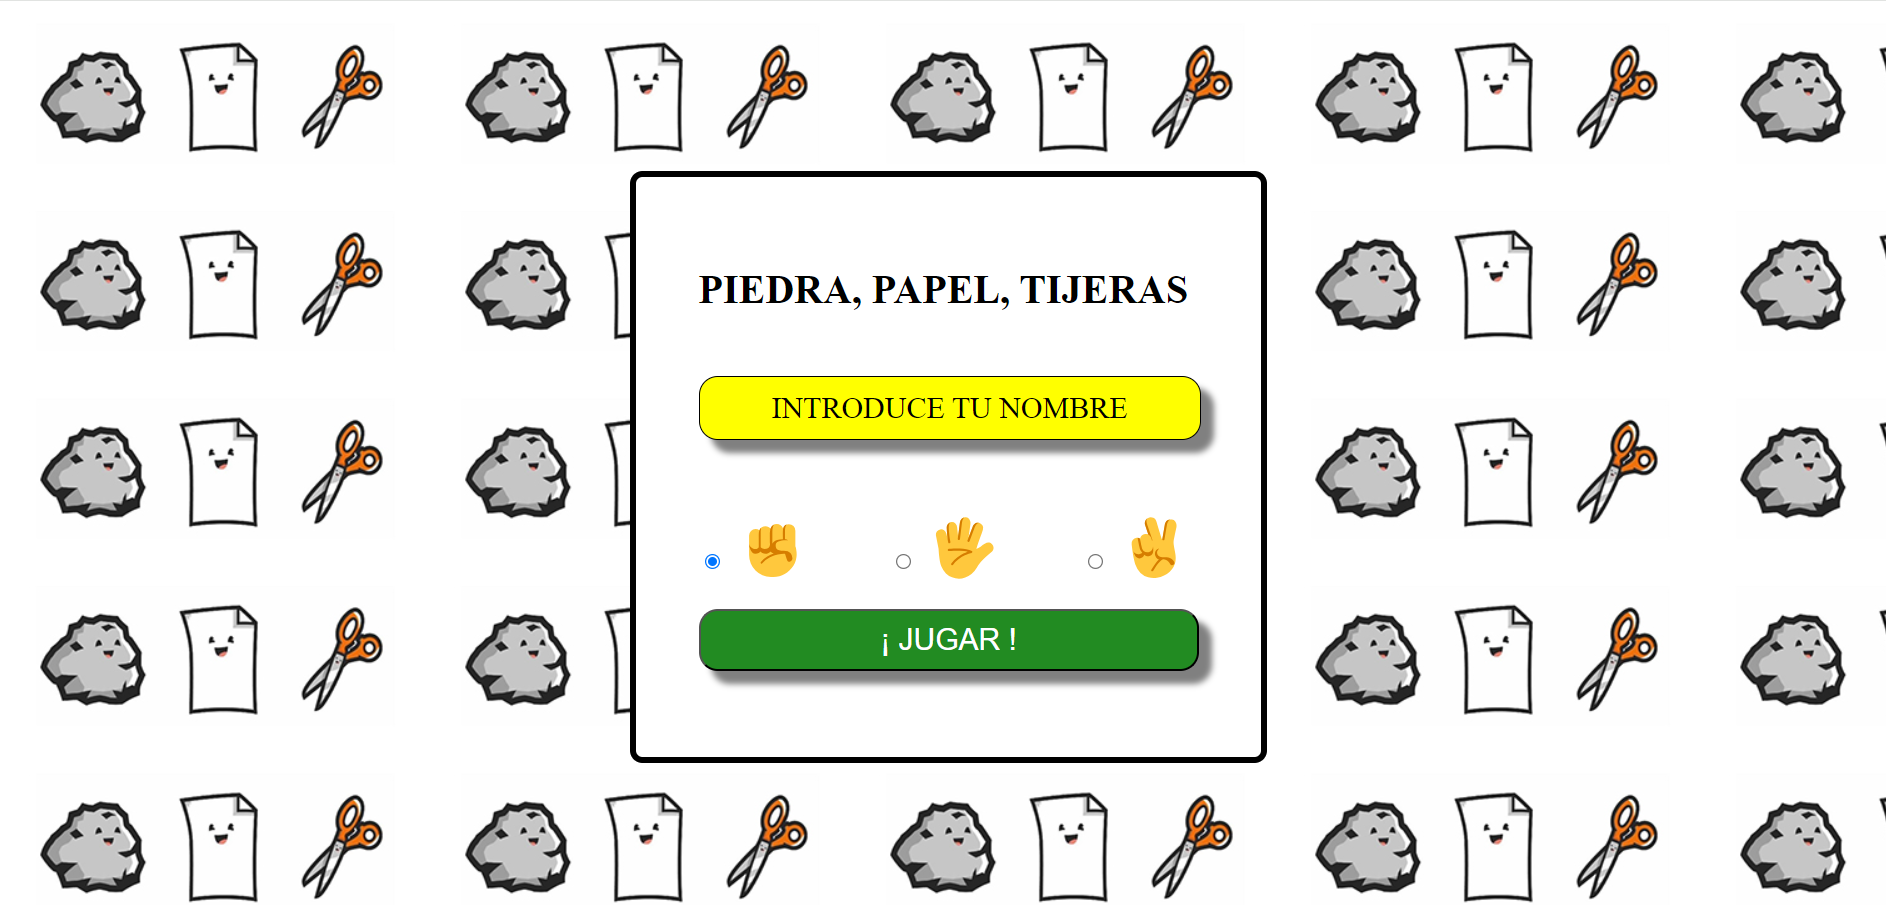 PIEDRA, PAPEL, TIJERAS
INTRODUCE TU NOMBRE
¡ JUGAR !